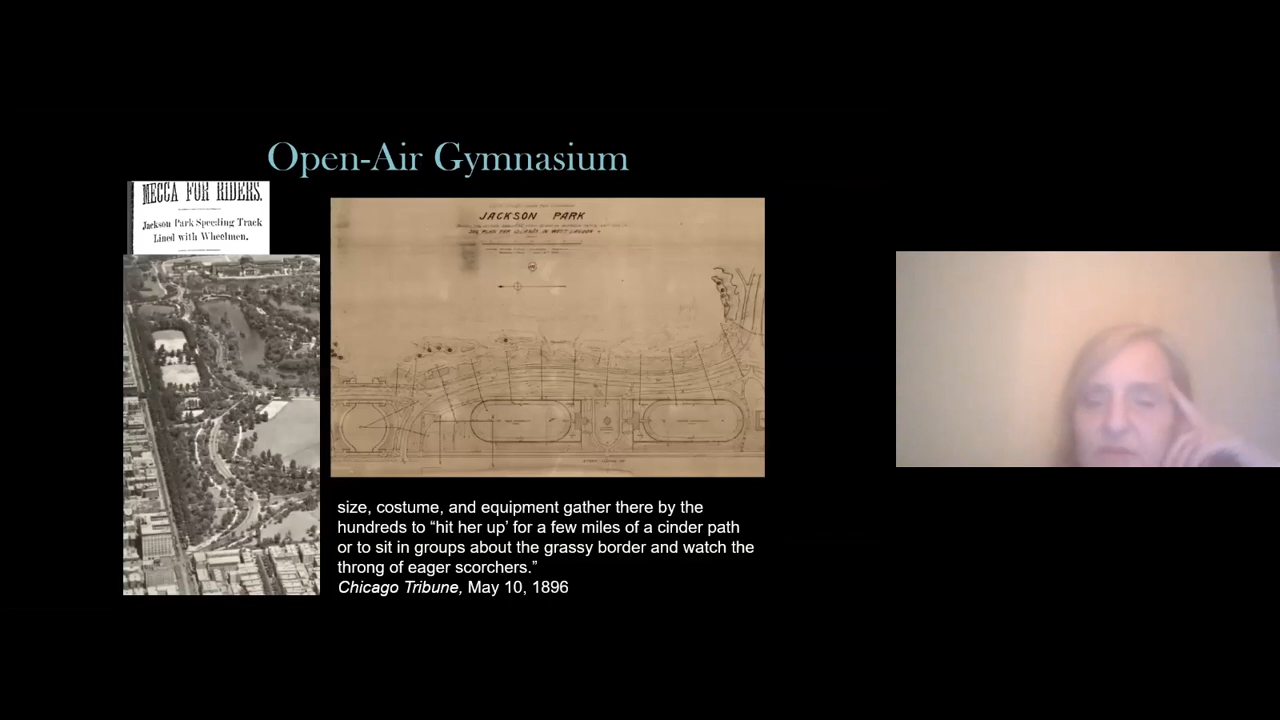 Open-Air Gymnasium
MECCA FOR RIDERS.
Jackson Park Speeding Track
Lined with Wheelmen.
JACKSON PARK
size, costume, and equipment gather there by the
hundreds to “hit her up’ for a few miles of a cinder path
or to sit in groups about the grassy border and watch the
throng of eager scorchers.”
Chicago Tribune, May 10, 1896